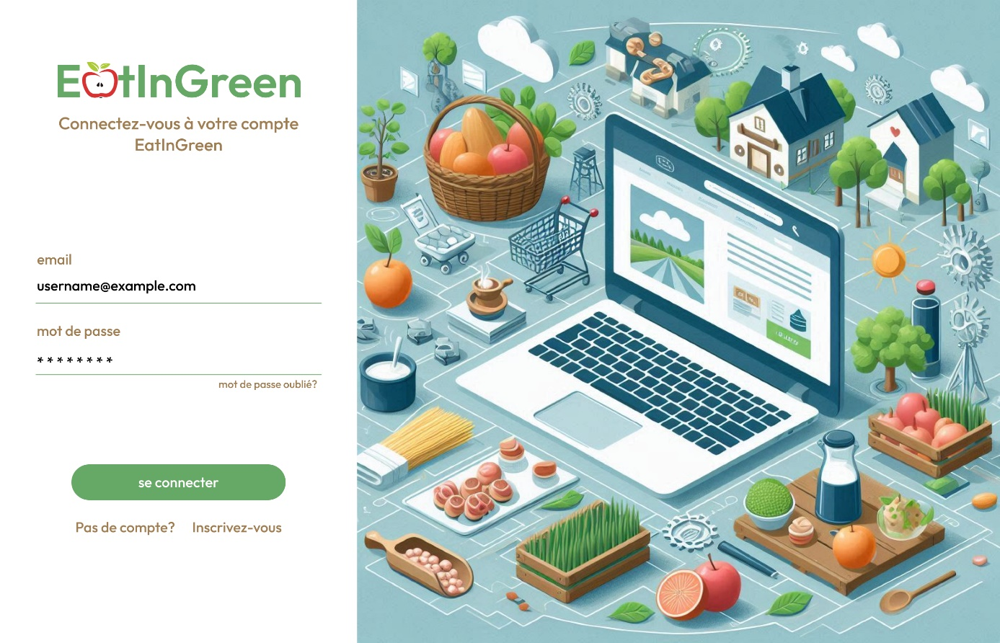 EatInGreen
Connectez-vous à votre compte
EatInGreen
email
username@example.com
mot de passe
********
mot de passe oublié?
se connecter
Pas de compte? Inscrivez-vous